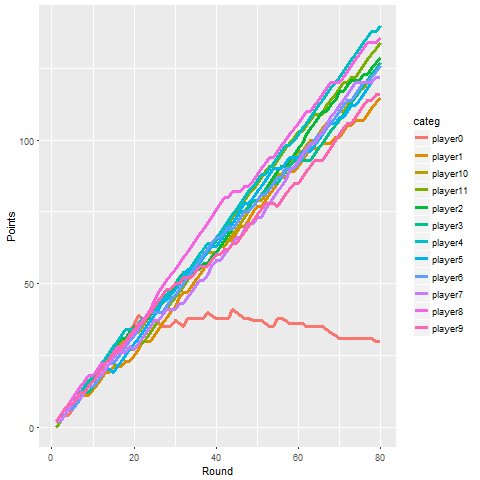 100
50
0
Points
0
20
40
60
80
Round
categ
player0
player1
player10
player11
player2
player3
player4
player5
player6
player7
player8
player9